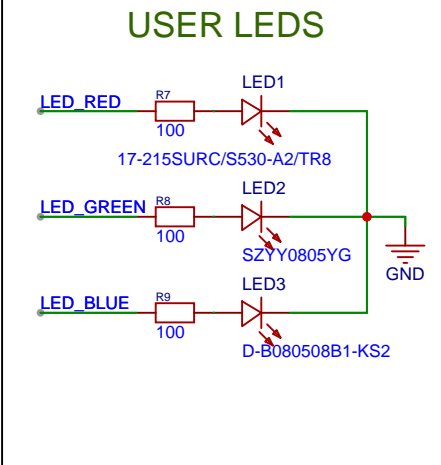 USER LEDS
LED_RED
R7
100
LED1
17-215SURC/S530-A2/TR8
LED_GREEN
R8
100
LED2
SZYY0805YG
GND
LED_BLUE
R9
100
LED3
D-B080508B1-KS2